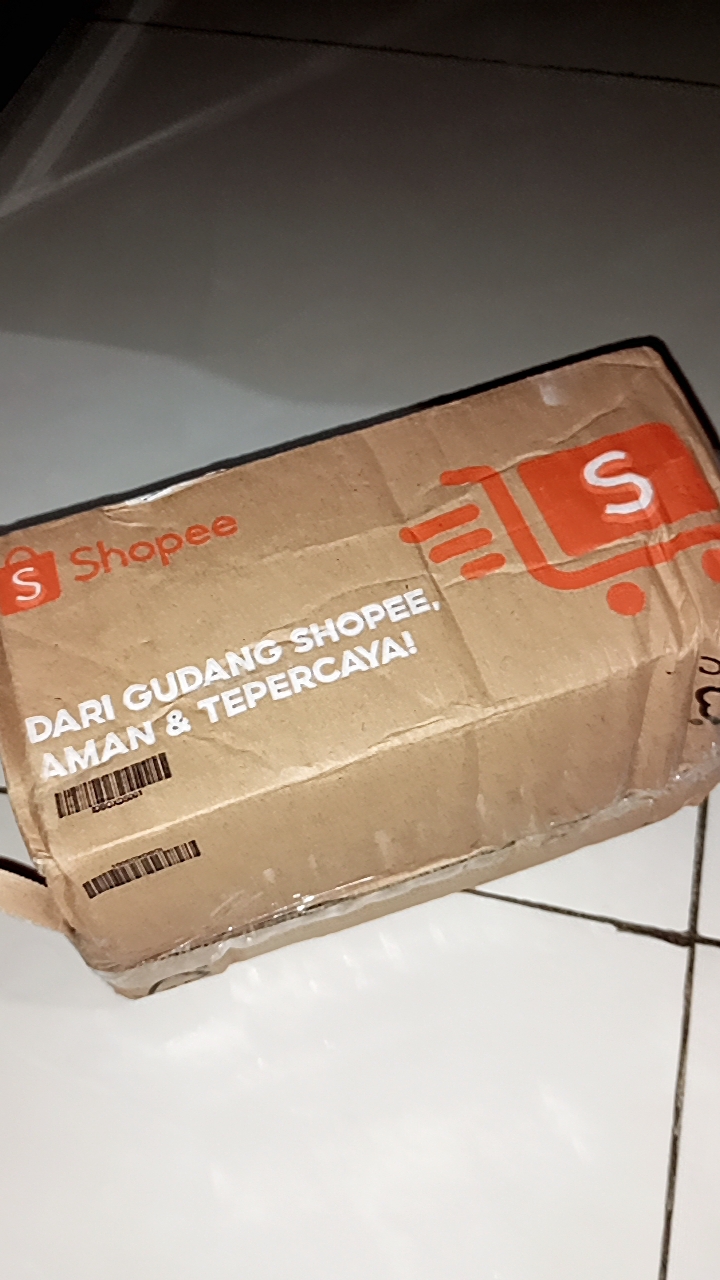 S Shopee
S
DARI GUDANG SHOPEE,
AMAN & TEPERCAYA!